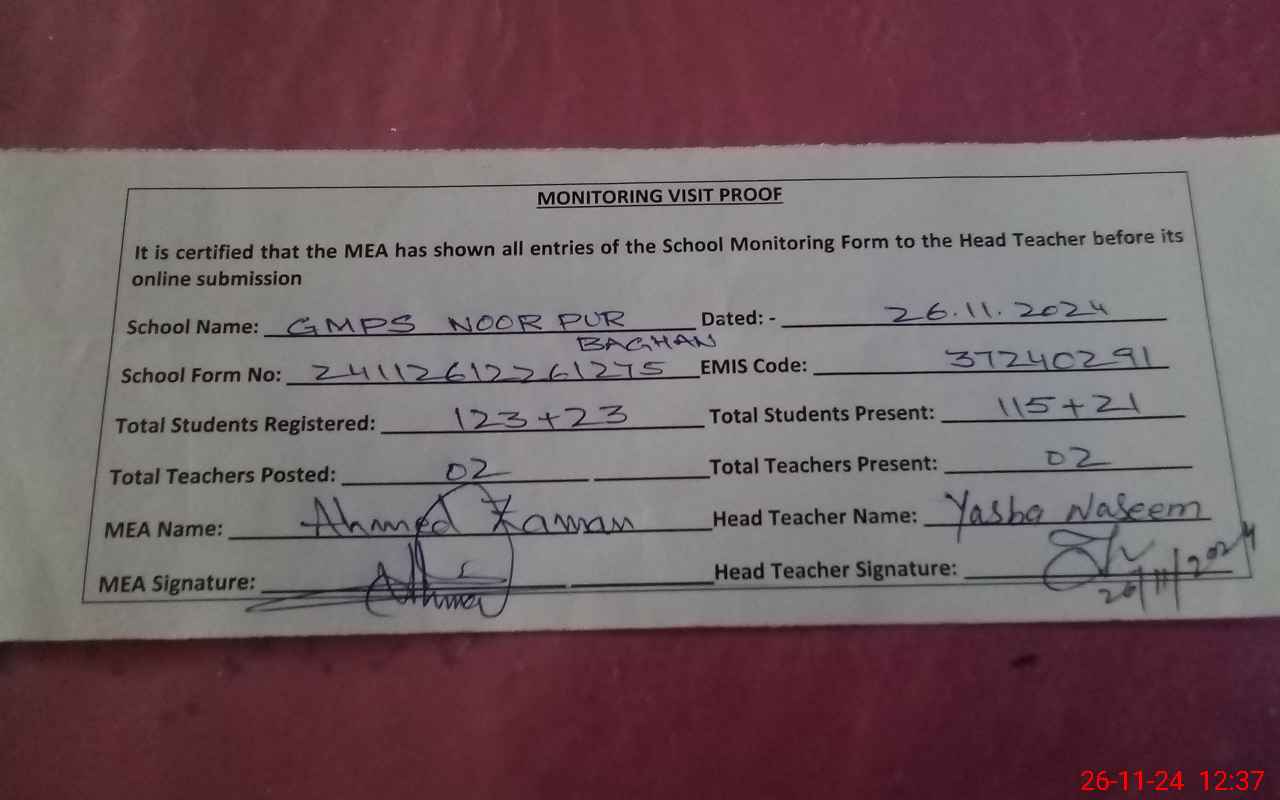 MONITORING VISIT PROOF
It is certified that the MEA has shown all entries of the School Monitoring Form to the Head Teacher before its
online submission
School Name: GMPS NOOR PUR BAGHAN Dated: - 26.11.2024
School Form No: 24112612261275 EMIS Code: 37240291
Total Students Registered: 123+23 Total Students Present: 115+21
Total Teachers Posted: 02 Total Teachers Present: 02
MEA Name: Ahmed Zaman Head Teacher Name: Yasba Naseem
MEA Signature: Ahmed Head Teacher Signature:
26/11/2024
26-11-24 12:37